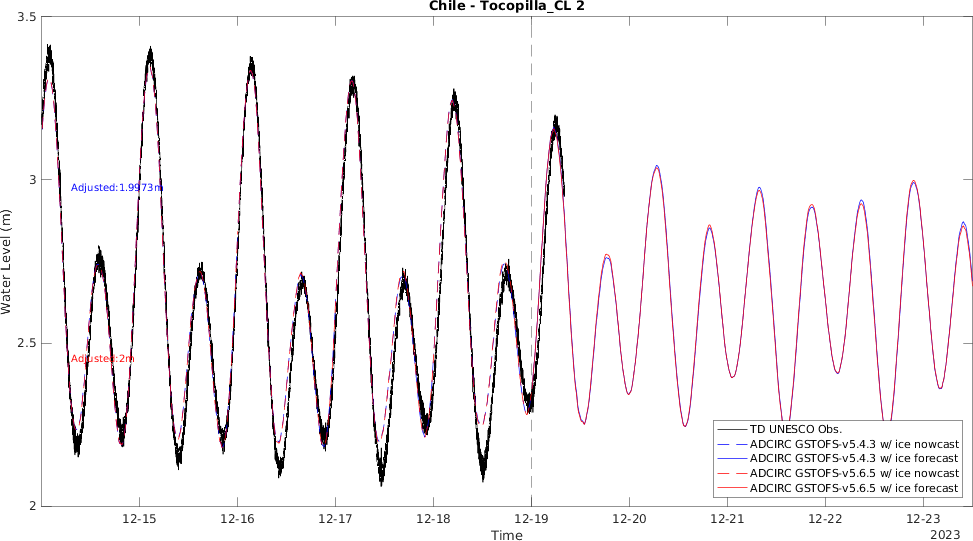 Chile - Tocopilla_CL 2
3.5
3
2.5
2
Water Level (m)
Adjusted:1.9973m
Adjusted:2m
TD UNESCO Obs.
ADCIRC GSTOFS-v5.4.3 w/ ice nowcast
ADCIRC GSTOFS-v5.4.3 w/ ice forecast
ADCIRC GSTOFS-v5.6.5 w/ ice nowcast
ADCIRC GSTOFS-v5.6.5 w/ ice forecast
12-15 12-16 12-17 12-18 12-19 12-20 12-21 12-22 12-23
Time
2023